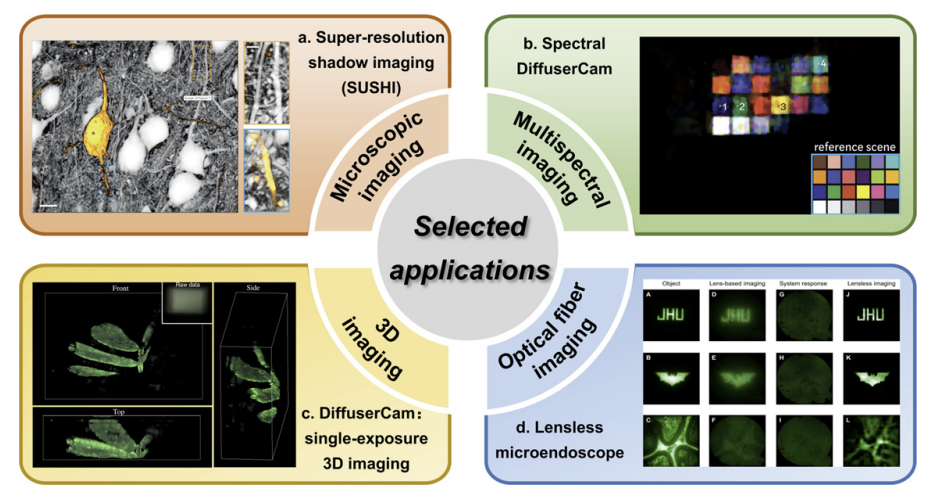 a. Super-resolution
shadow imaging
(SUSHI)
b. Spectral
DiffuserCam
·1
·2
·3
·4
reference scene
Microscopic
imaging
Multispectral
imaging
Selected
applications
3D
imaging
Optical fiber
imaging
Front
Raw data
Side
Top
c. DiffuserCam:
single-exposure
3D imaging
Object
Lens-based imaging
System response
Lensless imaging
A
D
G
J
JHU
JHU
JHU
B
E
H
K
C
F
I
L
d. Lensless
microendoscope